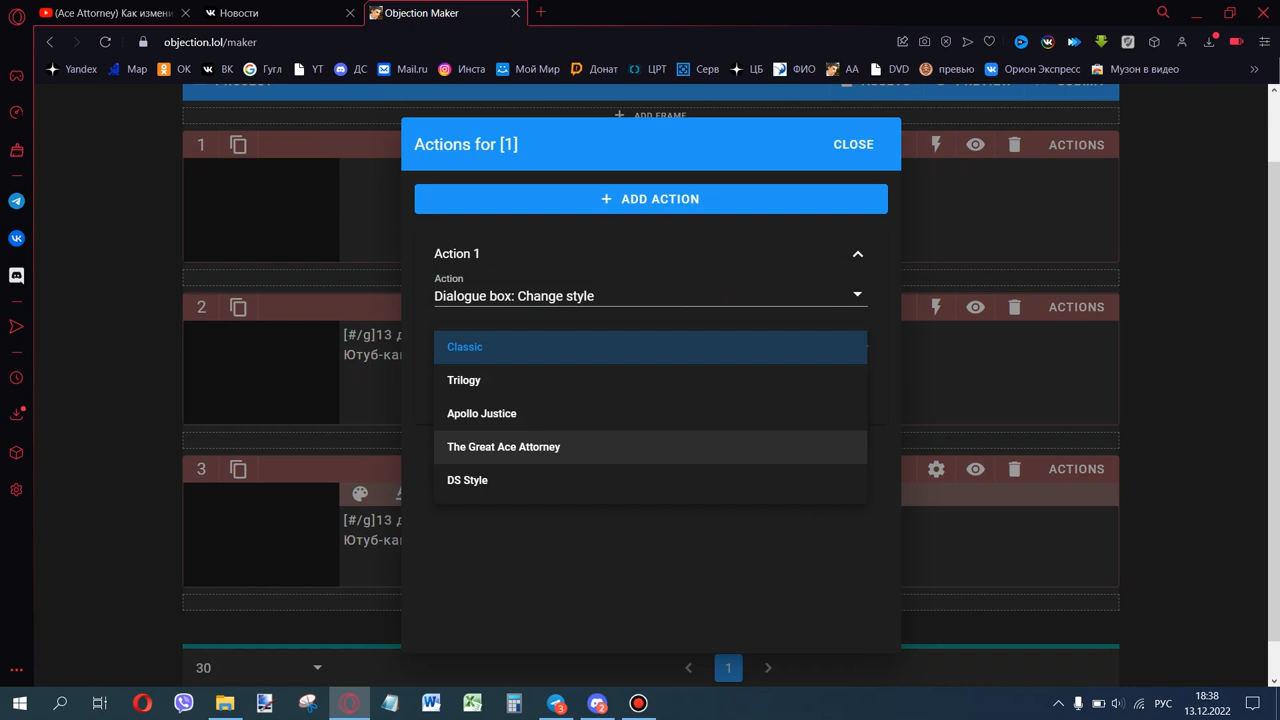 (Ace Attorney) Как измени
Новости
Objection Maker
objection.lol/maker
Yandex
Мар
ОК
ВК
Гугл
YT
ДС
Mail.ru
Инста
Мой Мир
Донат
ЦРТ
Серв
ЦБ
ФИО
АА
DVD
превью
Орион Экспресс
Музон в видео
ADD FRAME
1
ACTIONS
Actions for [1]
CLOSE
ADD ACTION
Action 1
Action
Dialogue box: Change style
Classic
Trilogy
Apollo Justice
The Great Ace Attorney
DS Style
2
ACTIONS
[#/g]13 д
Ютуб-ка
3
ACTIONS
[#/g]13 д
Ютуб-ка
30
1
РУС
18:38
13.12.2022